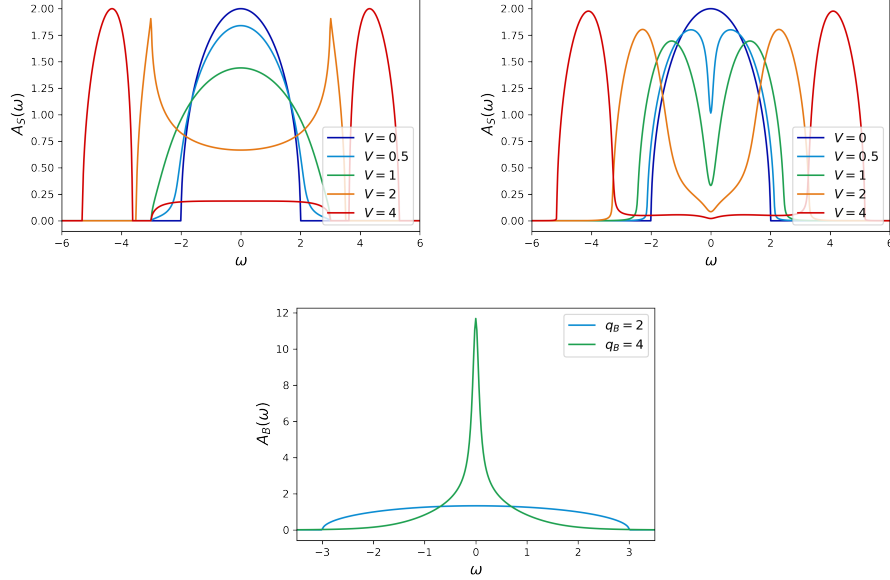 2.00
1.75
1.50
1.25
1.00
0.75
0.50
0.25
0.00
A_S(ω)
−6 −4 −2 0 2 4 6
ω
V = 0
V = 0.5
V = 1
V = 2
V = 4
2.00
1.75
1.50
1.25
1.00
0.75
0.50
0.25
0.00
A_S(ω)
−6 −4 −2 0 2 4 6
ω
V = 0
V = 0.5
V = 1
V = 2
V = 4
12
10
8
6
4
2
0
A_B(ω)
−3 −2 −1 0 1 2 3
ω
q_B = 2
q_B = 4